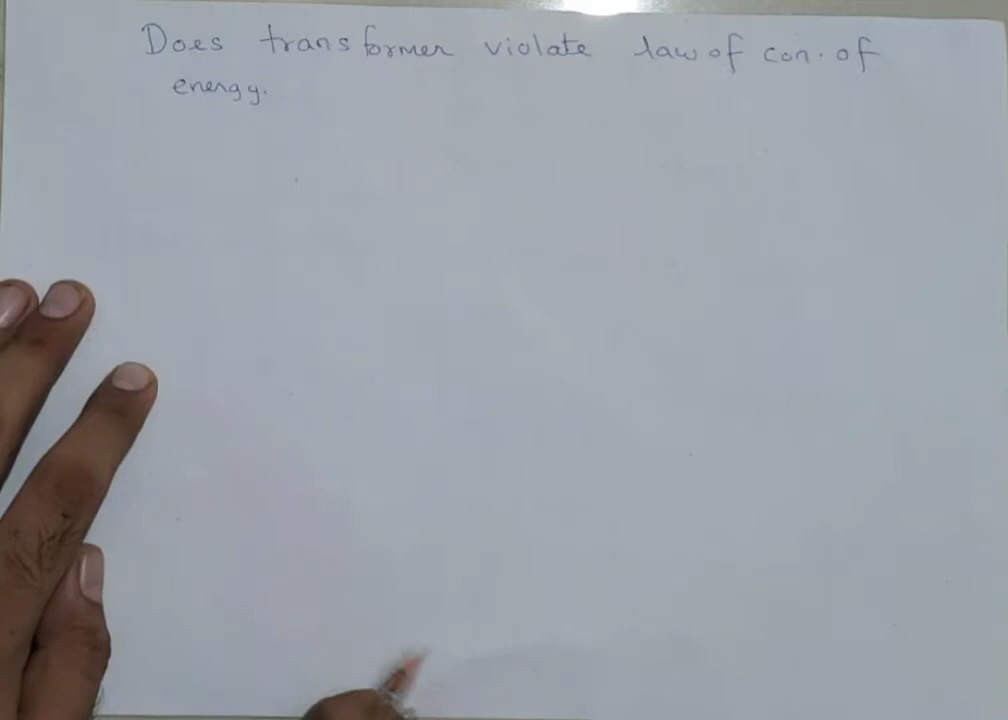 Does transformer violate law of con. of
energy.